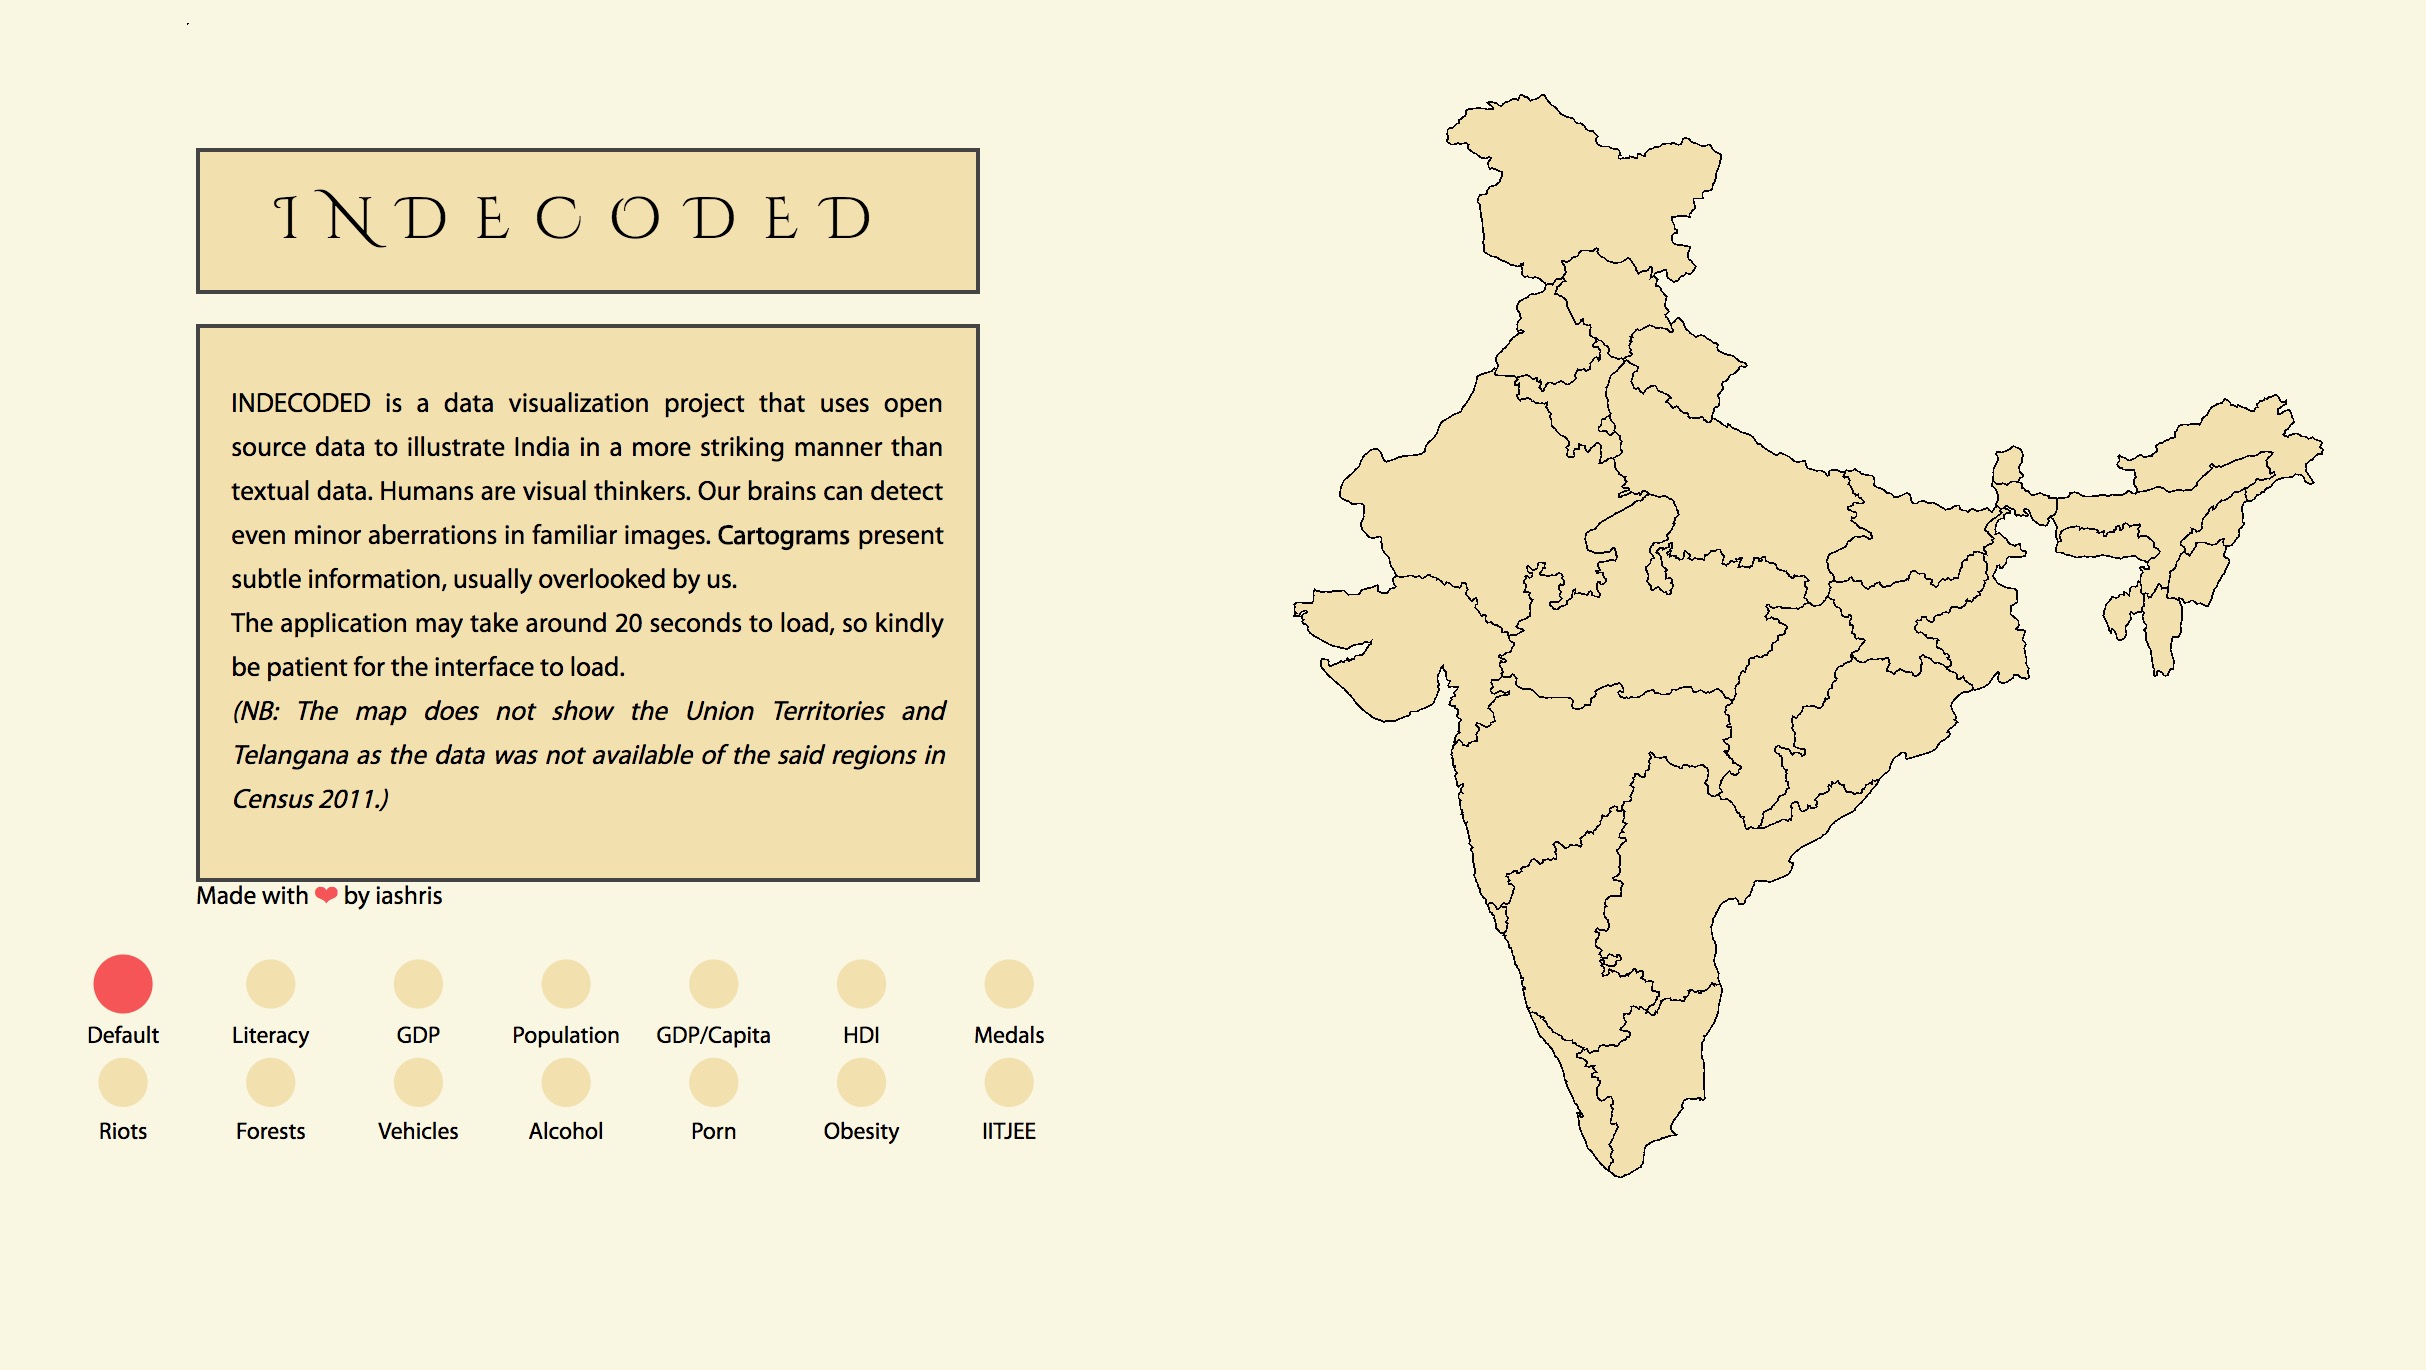 INDECODED
INDECODED is a data visualization project that uses open
source data to illustrate India in a more striking manner than
textual data. Humans are visual thinkers. Our brains can detect
even minor aberrations in familiar images. Cartograms present
subtle information, usually overlooked by us.
The application may take around 20 seconds to load, so kindly
be patient for the interface to load.
(NB: The map does not show the Union Territories and
Telangana as the data was not available of the said regions in
Census 2011.)
Made with ❤ by iashris
Default Literacy GDP Population GDP/Capita HDI Medals
Riots Forests Vehicles Alcohol Porn Obesity IITJEE